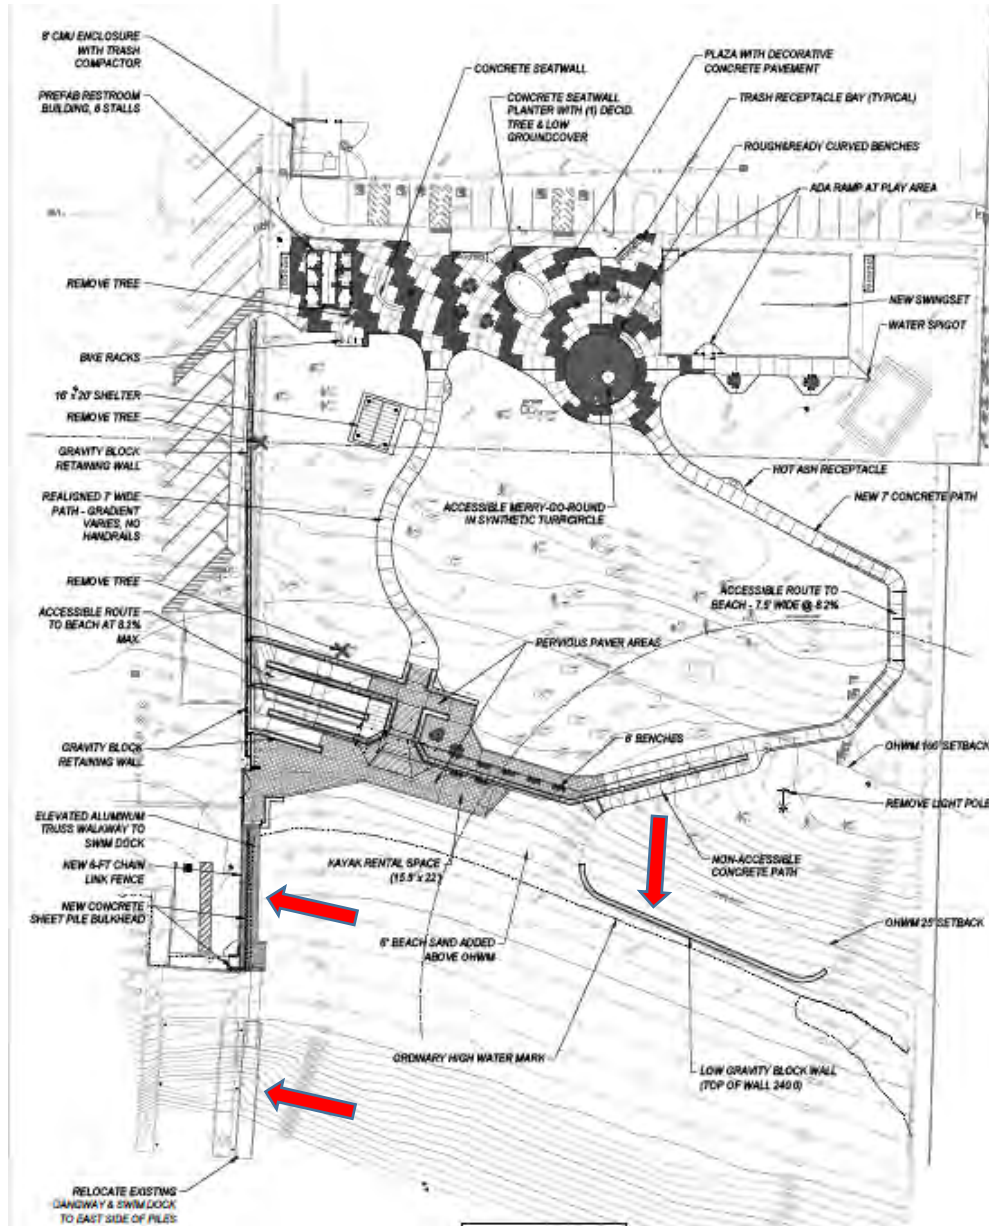 8' CMU ENCLOSURE
WITH TRASH
COMPACTOR
PREFAB RESTROOM
BUILDING, 6 STALLS
CONCRETE SEATWALL
CONCRETE SEATWALL
PLANTER WITH (1) DECID.
TREE & LOW
GROUNDCOVER
PLAZA WITH DECORATIVE
CONCRETE PAVEMENT
TRASH RECEPTACLE BAY (TYPICAL)
ROUGH&READY CURVED BENCHES
ADA RAMP AT PLAY AREA
REMOVE TREE
NEW SWINGSET
WATER SPIGOT
BIKE RACKS
16' x 20' SHELTER
REMOVE TREE
GRAVITY BLOCK
RETAINING WALL
HOT ASH RECEPTACLE
REALIGNED 7' WIDE
PATH - GRADIENT
VARIES, NO
HANDRAILS
ACCESSIBLE MERRY-GO-ROUND
IN SYNTHETIC TURF CIRCLE
NEW 7' CONCRETE PATH
REMOVE TREE
ACCESSIBLE ROUTE TO
BEACH - 7.5' WIDE @ 8.2%
ACCESSIBLE ROUTE
TO BEACH AT 8.2%
MAX.
PERVIOUS PAVER AREAS
GRAVITY BLOCK
RETAINING WALL
6' BENCHES
OHWM 100' SETBACK
REMOVE LIGHT POLE
ELEVATED ALUMINUM
TRUSS WALKWAY TO
SWIM DOCK
KAYAK RENTAL SPACE
(15.5' x 22')
NON-ACCESSIBLE
CONCRETE PATH
NEW 6-FT CHAIN
LINK FENCE
NEW CONCRETE
SHEET PILE BULKHEAD
OHWM 25' SETBACK
6" BEACH SAND ADDED
ABOVE OHWM
ORDINARY HIGH WATER MARK
LOW GRAVITY BLOCK WALL
(TOP OF WALL 240.0)
RELOCATE EXISTING
GANGWAY & SWIM DOCK
TO EAST SIDE OF PILES